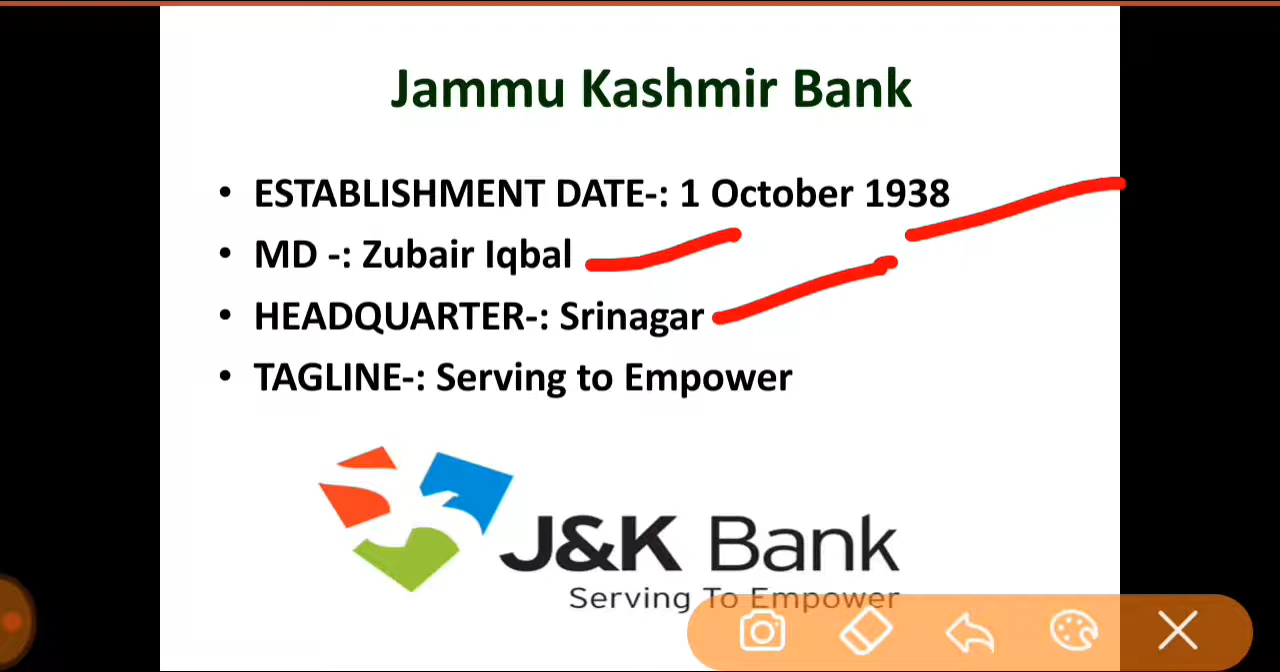 Jammu Kashmir Bank
• ESTABLISHMENT DATE-: 1 October 1938
• MD -: Zubair Iqbal
• HEADQUARTER-: Srinagar
• TAGLINE-: Serving to Empower
J&K Bank
Serving To Empower